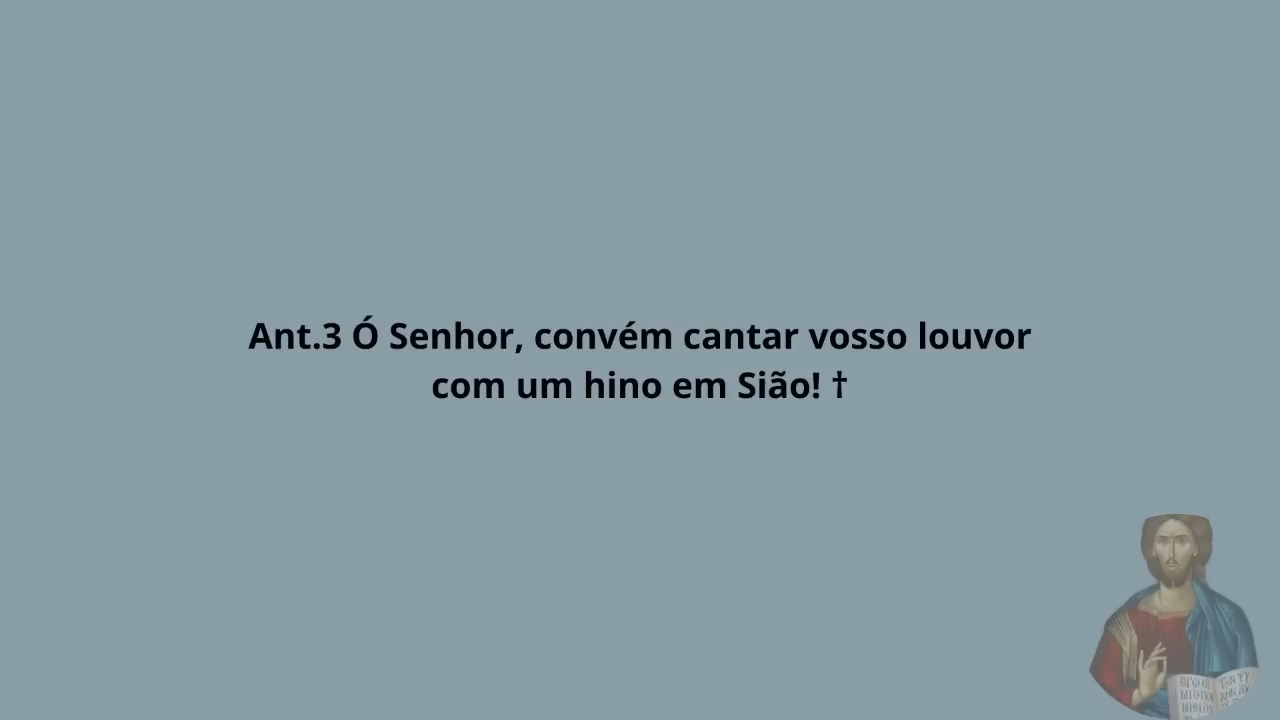 Ant.3 Ó Senhor, convém cantar vosso louvor
com um hino em Sião! †